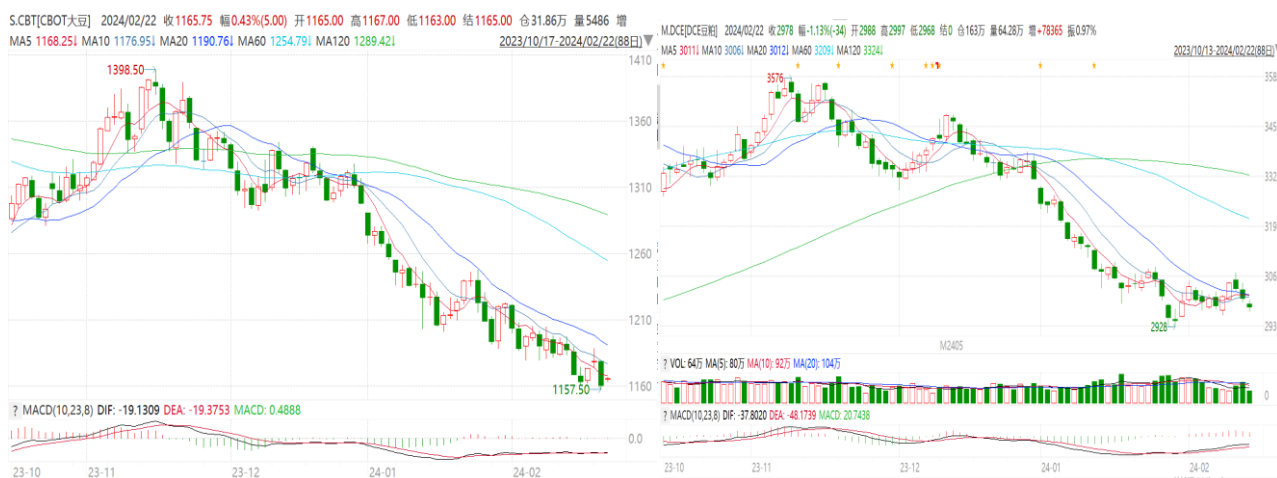 S.CBT[CBOT大豆] 2024/02/22 收1165.75 幅0.43%(5.00) 开1165.00 高1167.00 低1163.00 结1165.00 仓31.86万 量5486 增
MA5 1168.25↓ MA10 1176.95↓ MA20 1190.76↓ MA60 1254.79↓ MA120 1289.42↓ 2023/10/17-2024/02/22(88日)▼
1410
1398.50
1360
1310
1260
1210
1160
1157.50
? MACD(10,23,8) DIF: -19.1309 DEA: -19.3753 MACD: 0.4888
0.0
23-10 23-11 23-12 24-01 24-02
M.DCE[DCE豆粕] 2024/02/22 收2978 幅-1.13%(-34) 开2988 高2997 低2968 结0 仓163万 量64.28万 增+78365 振0.97%
MA5 3011↓ MA10 3006↓ MA20 3012↓ MA60 3209↓ MA120 3324↓ 2023/10/13-2024/02/22(88日)
358
3576
345
332
319
306
2928
293
M2405
? VOL: 64万 MA(5): 80万 MA(10): 92万 MA(20): 104万
0
? MACD(10,23,8) DIF: -37.8020 DEA: -48.1739 MACD: 20.7438
23-10 23-11 23-12 24-01 24-02